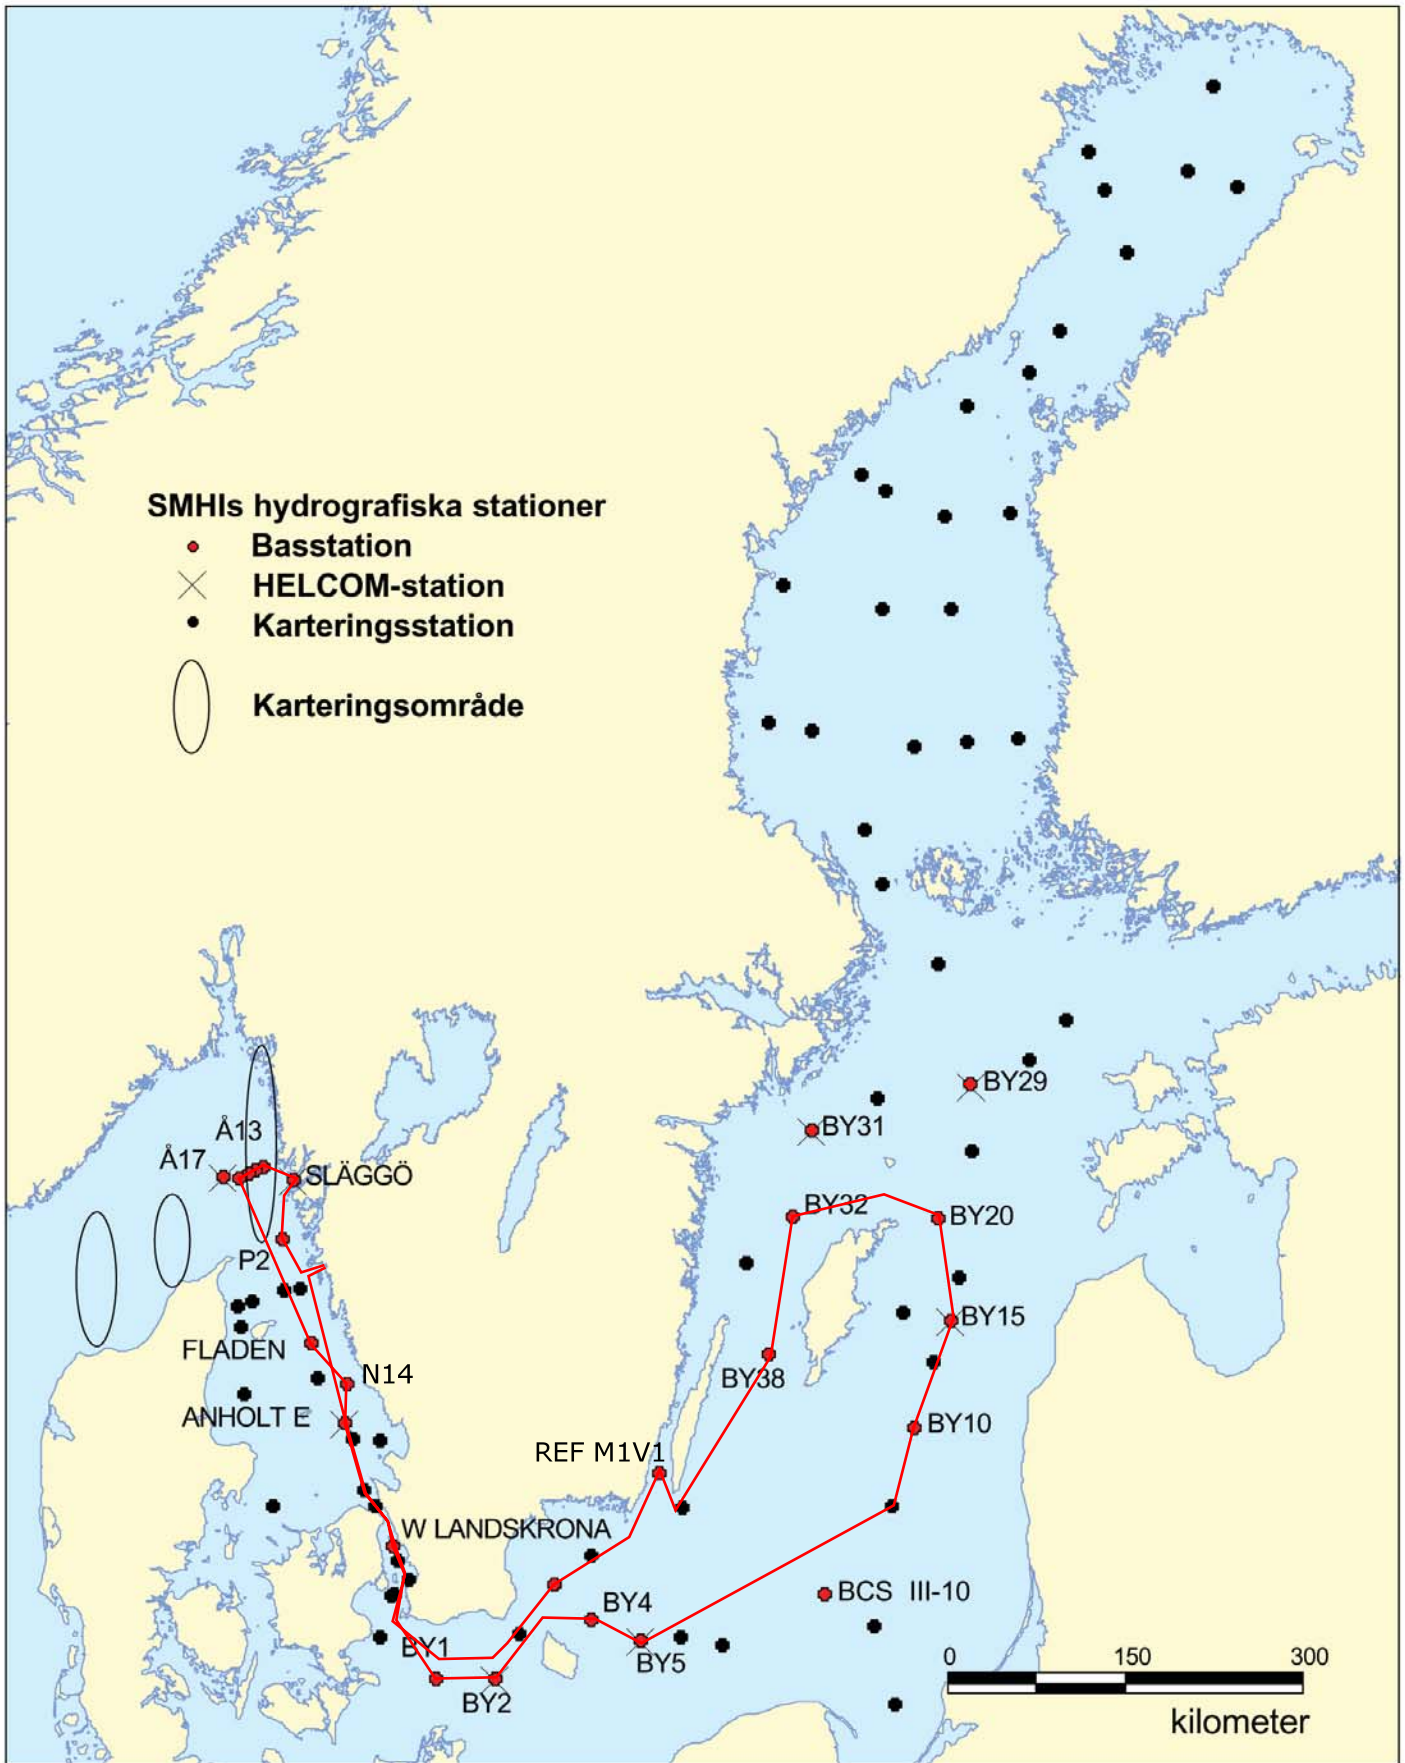 SMHIs hydrografiska stationer
Basstation
HELCOM-station
Karteringsstation
Karteringsområde
BY29
Å13
BY31
Å17
SLÄGGÖ
BY32
BY20
P2
BY15
FLADEN
N14
BY38
ANHOLT E
BY10
REF M1V1
W LANDSKRONA
BCS III-10
BY4
BY1
BY5
0 150 300
BY2
kilometer